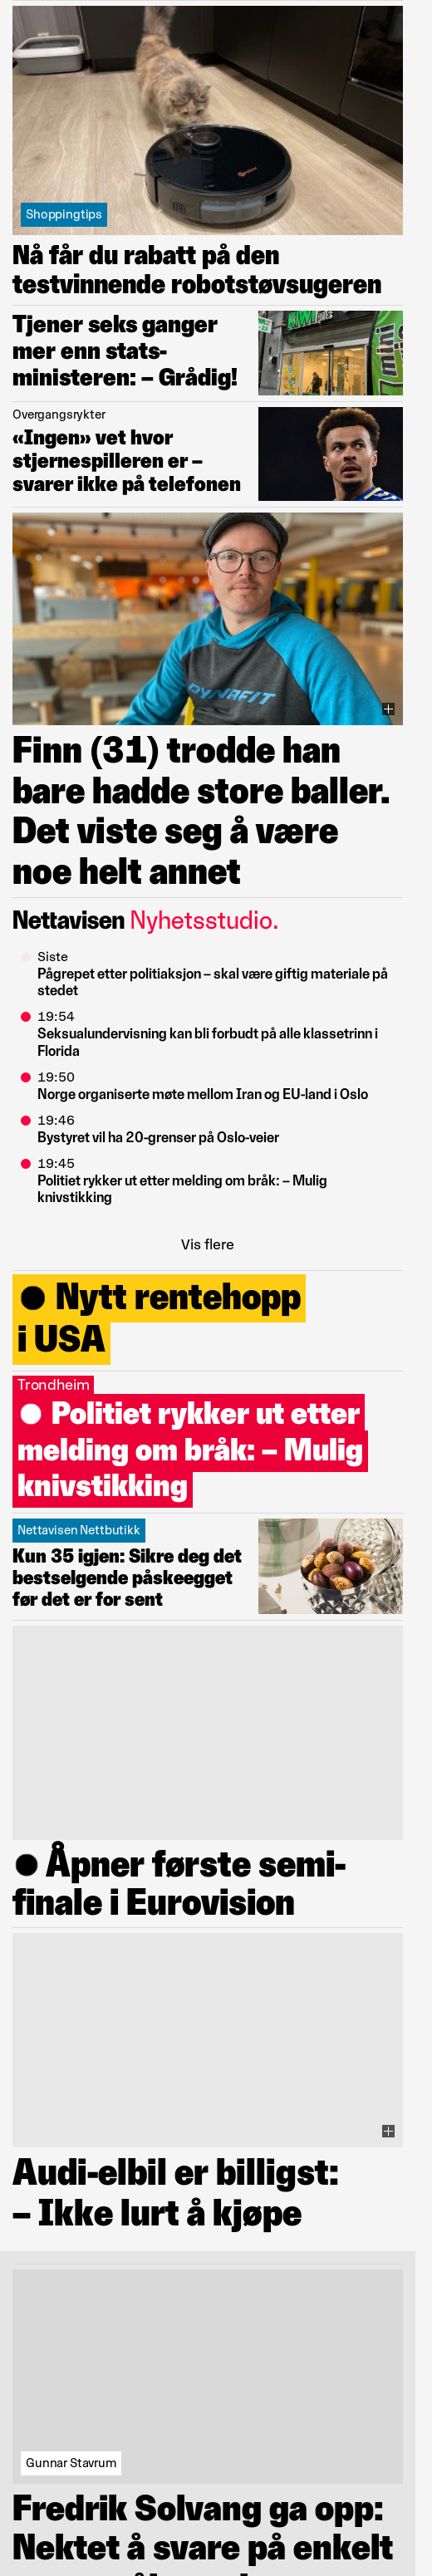 Shoppingtips
Nå får du rabatt på den
testvinnende robotstøvsugeren
Tjener seks ganger
mer enn stats-
ministeren: – Grådig!
KIWI
mini
Overgangsrykter
«Ingen» vet hvor
stjernespilleren er –
svarer ikke på telefonen
DYNAFIT
Finn (31) trodde han
bare hadde store baller.
Det viste seg å være
noe helt annet
Nettavisen Nyhetsstudio.
Siste
Pågrepet etter politiaksjon – skal være giftig materiale på
stedet
19:54
Seksualundervisning kan bli forbudt på alle klassetrinn i
Florida
19:50
Norge organiserte møte mellom Iran og EU-land i Oslo
19:46
Bystyret vil ha 20-grenser på Oslo-veier
19:45
Politiet rykker ut etter melding om bråk: – Mulig
knivstikking
Vis flere
Nytt rentehopp
i USA
Trondheim
Politiet rykker ut etter
melding om bråk: – Mulig
knivstikking
Nettavisen Nettbutikk
Kun 35 igjen: Sikre deg det
bestselgende påskeegget
før det er for sent
Åpner første semi-
finale i Eurovision
Audi-elbil er billigst:
– Ikke lurt å kjøpe
Gunnar Stavrum
Fredrik Solvang ga opp:
Nektet å svare på enkelt